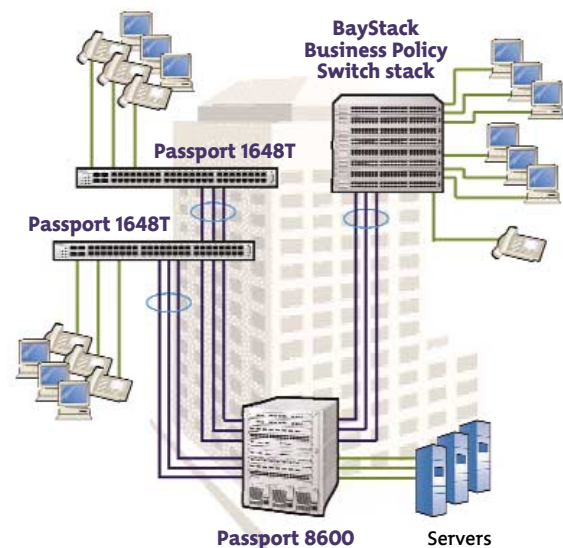 BayStack
Business Policy
Switch stack
Passport 1648T
Passport 1648T
Passport 8600
Servers